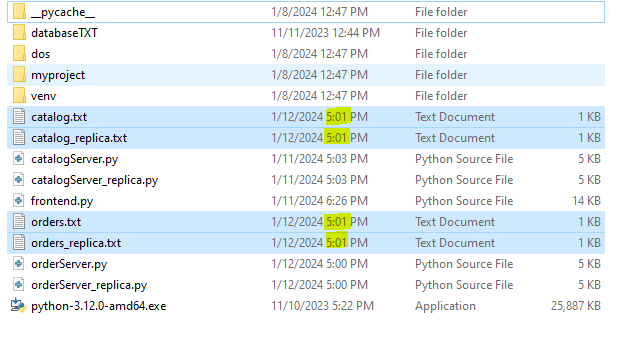 __pycache__ 1/8/2024 12:47 PM File folder
databaseTXT 11/11/2023 12:44 PM File folder
dos 1/8/2024 12:47 PM File folder
myproject 1/8/2024 12:47 PM File folder
venv 1/8/2024 12:47 PM File folder
catalog.txt 1/12/2024 5:01 PM Text Document 1 KB
catalog_replica.txt 1/12/2024 5:01 PM Text Document 1 KB
catalogServer.py 1/11/2024 5:03 PM Python Source File 5 KB
catalogServer_replica.py 1/11/2024 5:03 PM Python Source File 5 KB
frontend.py 1/11/2024 6:26 PM Python Source File 14 KB
orders.txt 1/12/2024 5:01 PM Text Document 1 KB
orders_replica.txt 1/12/2024 5:01 PM Text Document 1 KB
orderServer.py 1/12/2024 5:00 PM Python Source File 5 KB
orderServer_replica.py 1/12/2024 5:00 PM Python Source File 5 KB
python-3.12.0-amd64.exe 11/10/2023 5:22 PM Application 25,887 KB